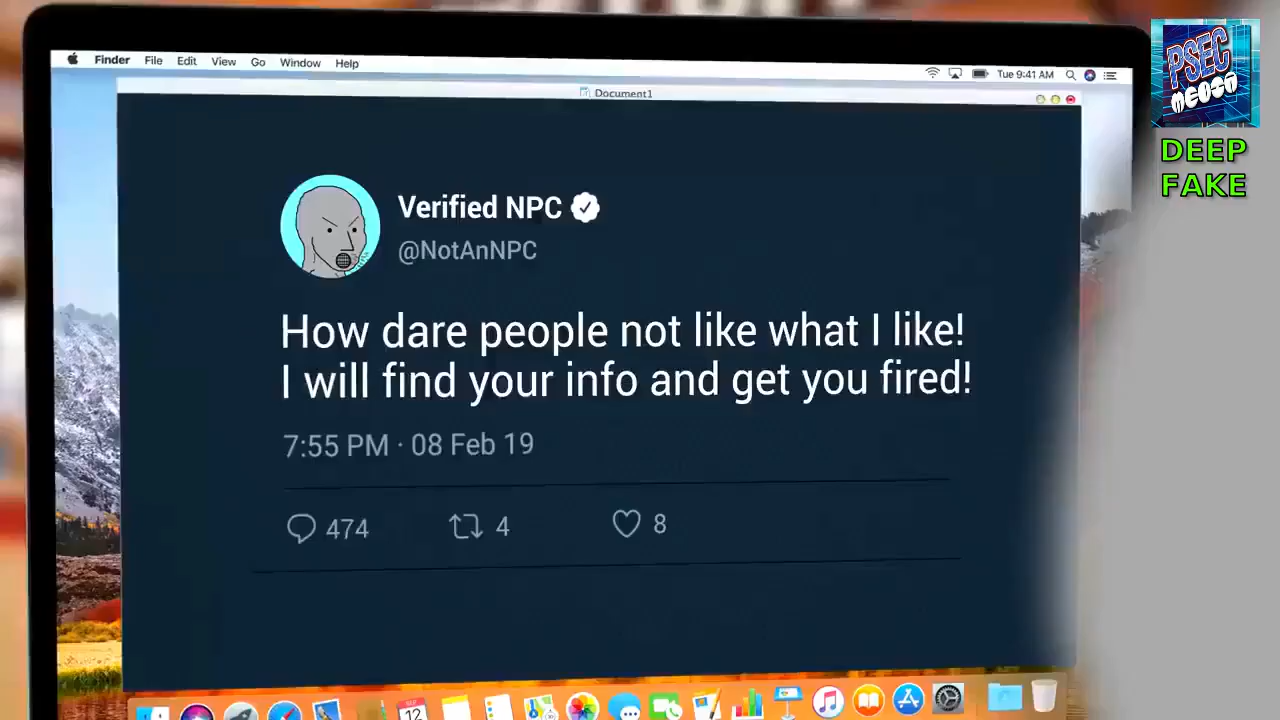 Finder File Edit View Go Window Help
Tue 9:41 AM
Document1
PSEC
DEEP
FAKE
Verified NPC
@NotAnNPC
How dare people not like what I like!
I will find your info and get you fired!
7:55 PM · 08 Feb 19
474 4 8
12